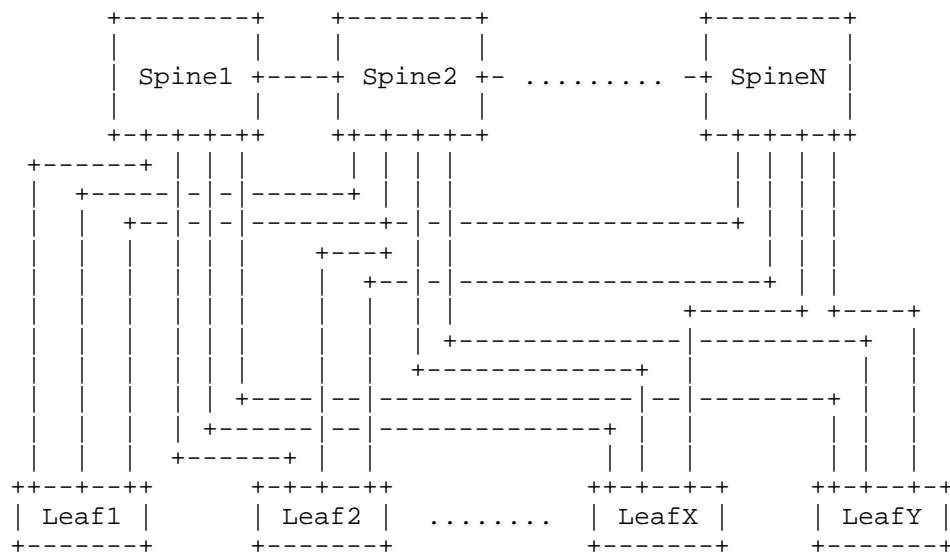 Spine1 Spine2 ......... SpineN
Leaf1 Leaf2 ........ LeafX LeafY